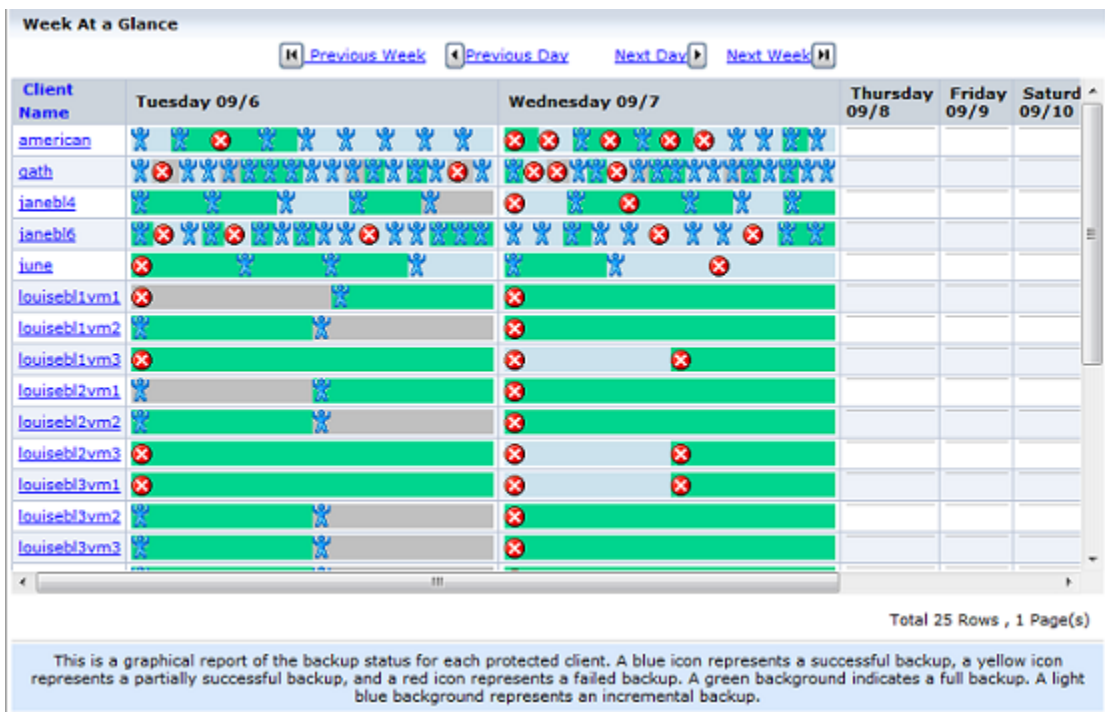 Week At a Glance
Previous Week Previous Day Next Day Next Week
Client Name Tuesday 09/6 Wednesday 09/7 Thursday 09/8 Friday 09/9 Saturd 09/10
american
oath
janebl4
janebl6
june
louisebl1vm1
louisebl1vm2
louisebl1vm3
louisebl2vm1
louisebl2vm2
louisebl2vm3
louisebl3vm1
louisebl3vm2
louisebl3vm3
Total 25 Rows , 1 Page(s)
This is a graphical report of the backup status for each protected client. A blue icon represents a successful backup, a yellow icon
represents a partially successful backup, and a red icon represents a failed backup. A green background indicates a full backup. A light
blue background represents an incremental backup.